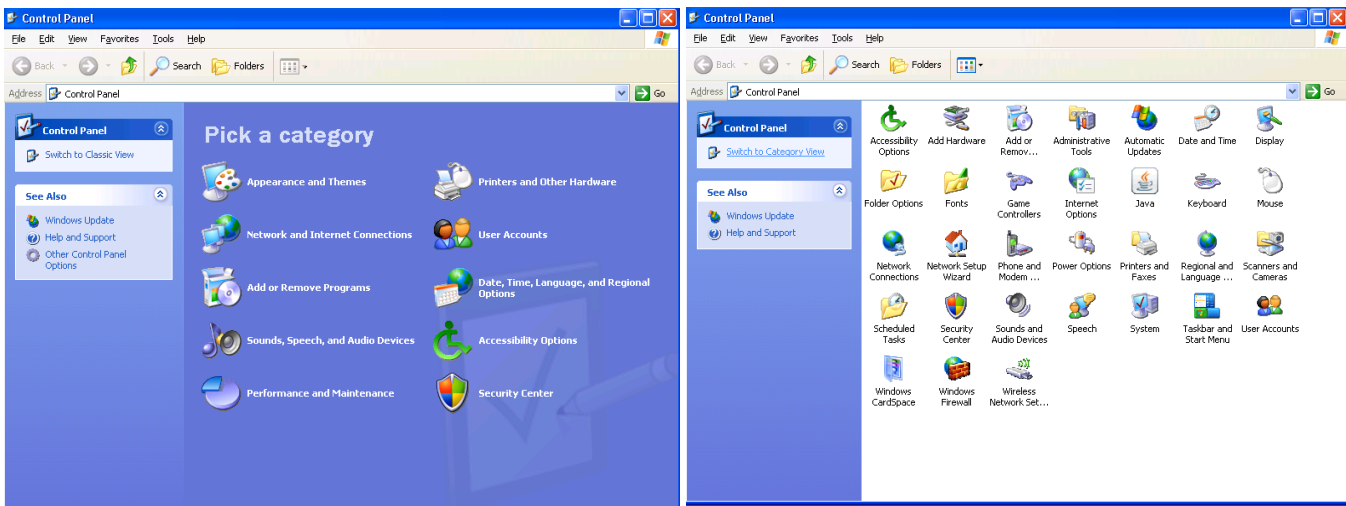 Control Panel
File Edit View Favorites Tools Help
Back Search Folders
Address Control Panel Go
Control Panel
Switch to Classic View
See Also
Windows Update
Help and Support
Other Control Panel
Options
Pick a category
Appearance and Themes
Printers and Other Hardware
Network and Internet Connections
User Accounts
Add or Remove Programs
Date, Time, Language, and Regional
Options
Sounds, Speech, and Audio Devices
Accessibility Options
Performance and Maintenance
Security Center
Control Panel
File Edit View Favorites Tools Help
Back Search Folders
Address Control Panel Go
Control Panel
Switch to Category View
See Also
Windows Update
Help and Support
Accessibility
Options
Add Hardware
Add or
Remov...
Administrative
Tools
Automatic
Updates
Date and Time
Display
Folder Options
Fonts
Game
Controllers
Internet
Options
Java
Keyboard
Mouse
Network
Connections
Network Setup
Wizard
Phone and
Modem ...
Power Options
Printers and
Faxes
Regional and
Language ...
Scanners and
Cameras
Scheduled
Tasks
Security
Center
Sounds and
Audio Devices
Speech
System
Taskbar and
Start Menu
User Accounts
Windows
CardSpace
Windows
Firewall
Wireless
Network Set...